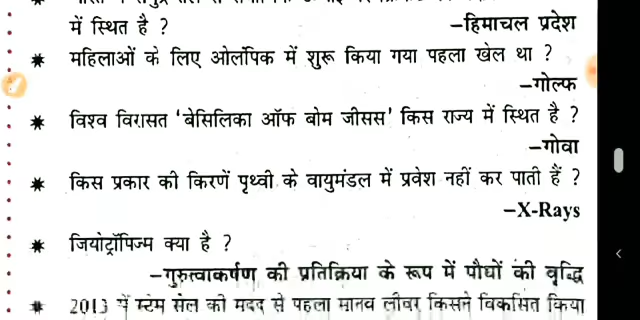 में स्थित है ?
–हिमाचल प्रदेश
* महिलाओं के लिए ओलंपिक में शुरू किया गया पहला खेल था ?
–गोल्फ
* विश्व विरासत ‘बेसिलिका ऑफ बोम जीसस’ किस राज्य में स्थित है ?
–गोवा
* किस प्रकार की किरणें पृथ्वी के वायुमंडल में प्रवेश नहीं कर पाती हैं ?
–X-Rays
* जियोट्रॉपिज्म क्या है ?
–गुरुत्वाकर्षण की प्रतिक्रिया के रूप में पौधों की वृद्धि
* 2013 में स्टेम सेल की मदद से पहला मानव लीवर किसने विकसित किया